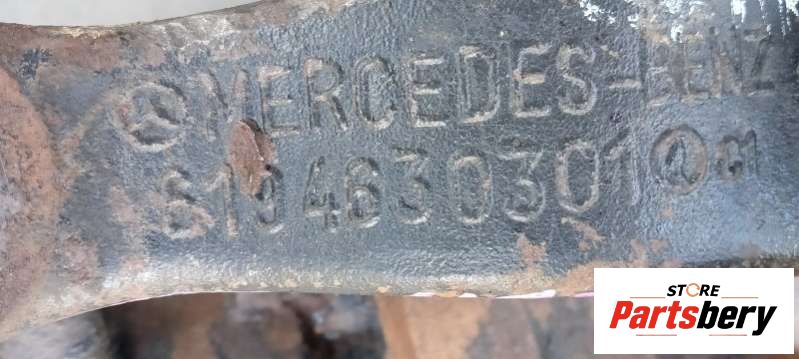 MERCEDES-BENZ
6194630301
STORE
Partsbery